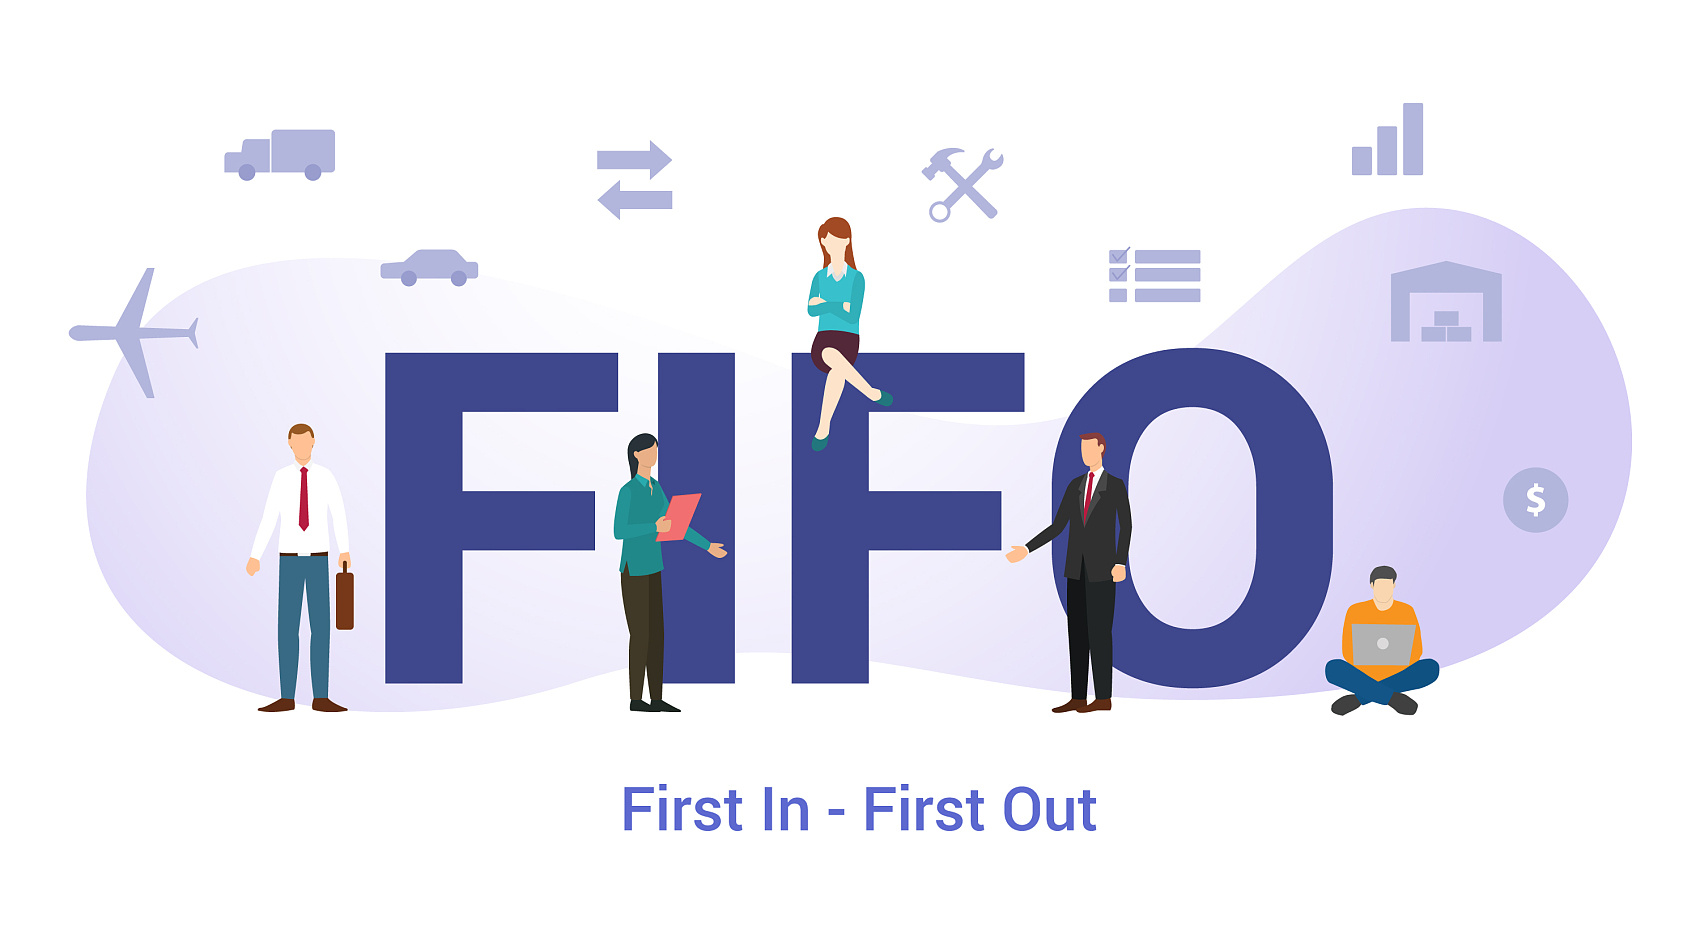 FIFO
$
First In - First Out